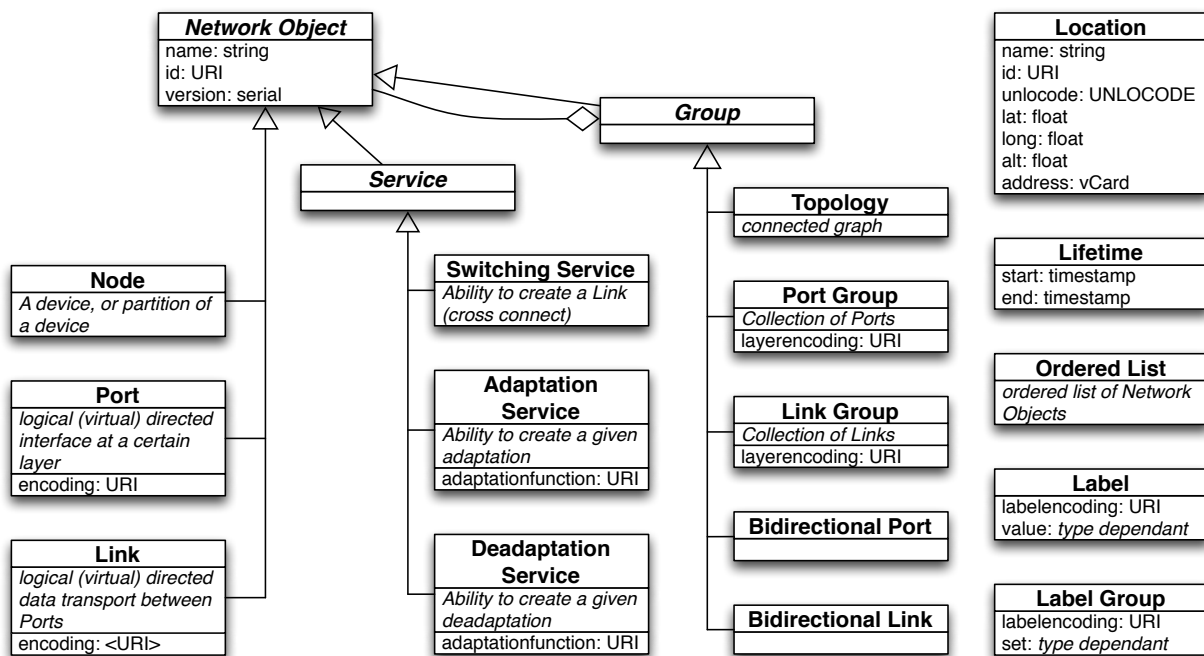 Network Object
name: string
id: URI
version: serial
Group
Service
Location
name: string
id: URI
unlocode: UNLOCODE
lat: float
long: float
alt: float
address: vCard
Node
A device, or partition of
a device
Port
logical (virtual) directed
interface at a certain
layer
encoding: URI
Link
logical (virtual) directed
data transport between
Ports
encoding: <URI>
Switching Service
Ability to create a Link
(cross connect)
Adaptation
Service
Ability to create a given
adaptation
adaptationfunction: URI
Deadaptation
Service
Ability to create a given
deadaptation
adaptationfunction: URI
Topology
connected graph
Port Group
Collection of Ports
layerencoding: URI
Link Group
Collection of Links
layerencoding: URI
Bidirectional Port
Bidirectional Link
Lifetime
start: timestamp
end: timestamp
Ordered List
ordered list of Network
Objects
Label
labelencoding: URI
value: type dependant
Label Group
labelencoding: URI
set: type dependant